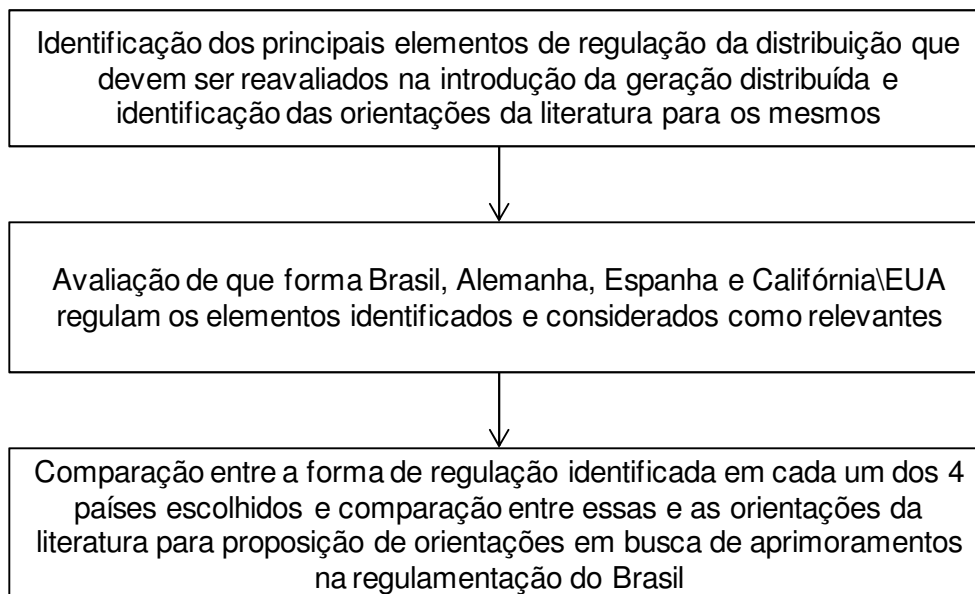 Identificação dos principais elementos de regulação da distribuição que
devem ser reavaliados na introdução da geração distribuída e
identificação das orientações da literatura para os mesmos
Avaliação de que forma Brasil, Alemanha, Espanha e Califórnia\EUA
regulam os elementos identificados e considerados como relevantes
Comparação entre a forma de regulação identificada em cada um dos 4
países escolhidos e comparação entre essas e as orientações da
literatura para proposição de orientações em busca de aprimoramentos
na regulamentação do Brasil